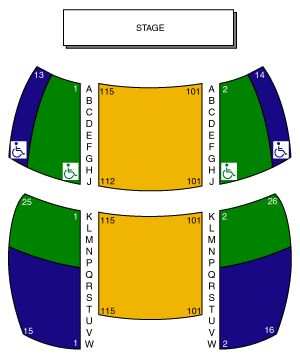 STAGE
13 1 A 115 101 A 2 14
B B
C C
D D
E E
F F
G G
H H
J 112 101 J
25 1 K 115 101 K 2 26
L L
M M
N N
P P
Q Q
R R
S S
T 115 101 T
U U
V V
15 1 W W 2 16